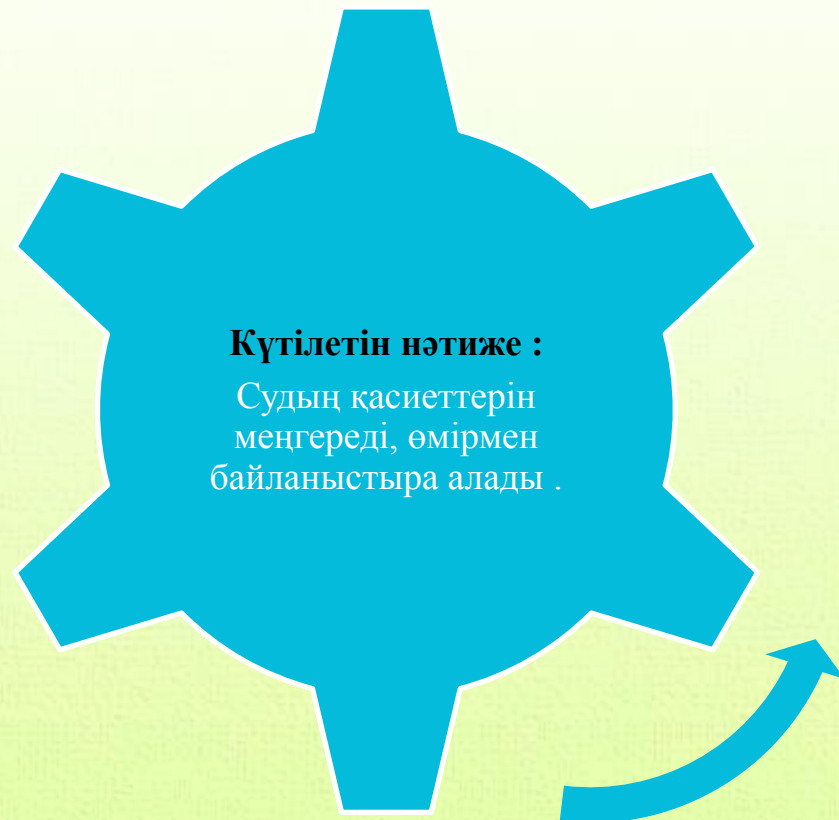 Күтілетін нәтиже :
Судың қасиеттерін
меңгереді, өмірмен
байланыстыра алады .